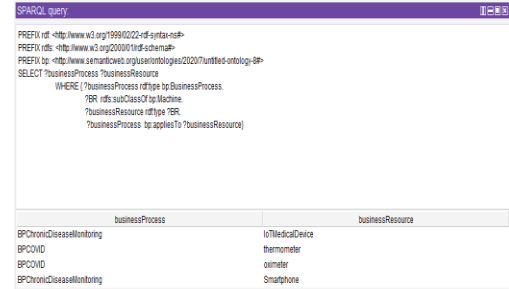 SPARQL query:
PREFIX rdf: <http://www.w3.org/1999/02/22-rdf-syntax-ns#>
PREFIX rdfs: <http://www.w3.org/2000/01/rdf-schema#>
PREFIX bp: <http://www.semanticweb.org/user/ontologies/2020/7/untitled-ontology-8#>
SELECT ?businessProcess ?businessResource
WHERE { ?businessProcess rdf:type bp:BusinessProcess.
?BR rdfs:subClassOf bp:Machine.
?businessResource rdf:type ?BR.
?businessProcess bp:appliesTo ?businessResource}
businessProcess businessResource
BPChronicDiseaseMonitoring IoTMedicalDevice
BPCOVID thermometer
BPCOVID oximeter
BPChronicDiseaseMonitoring Smartphone